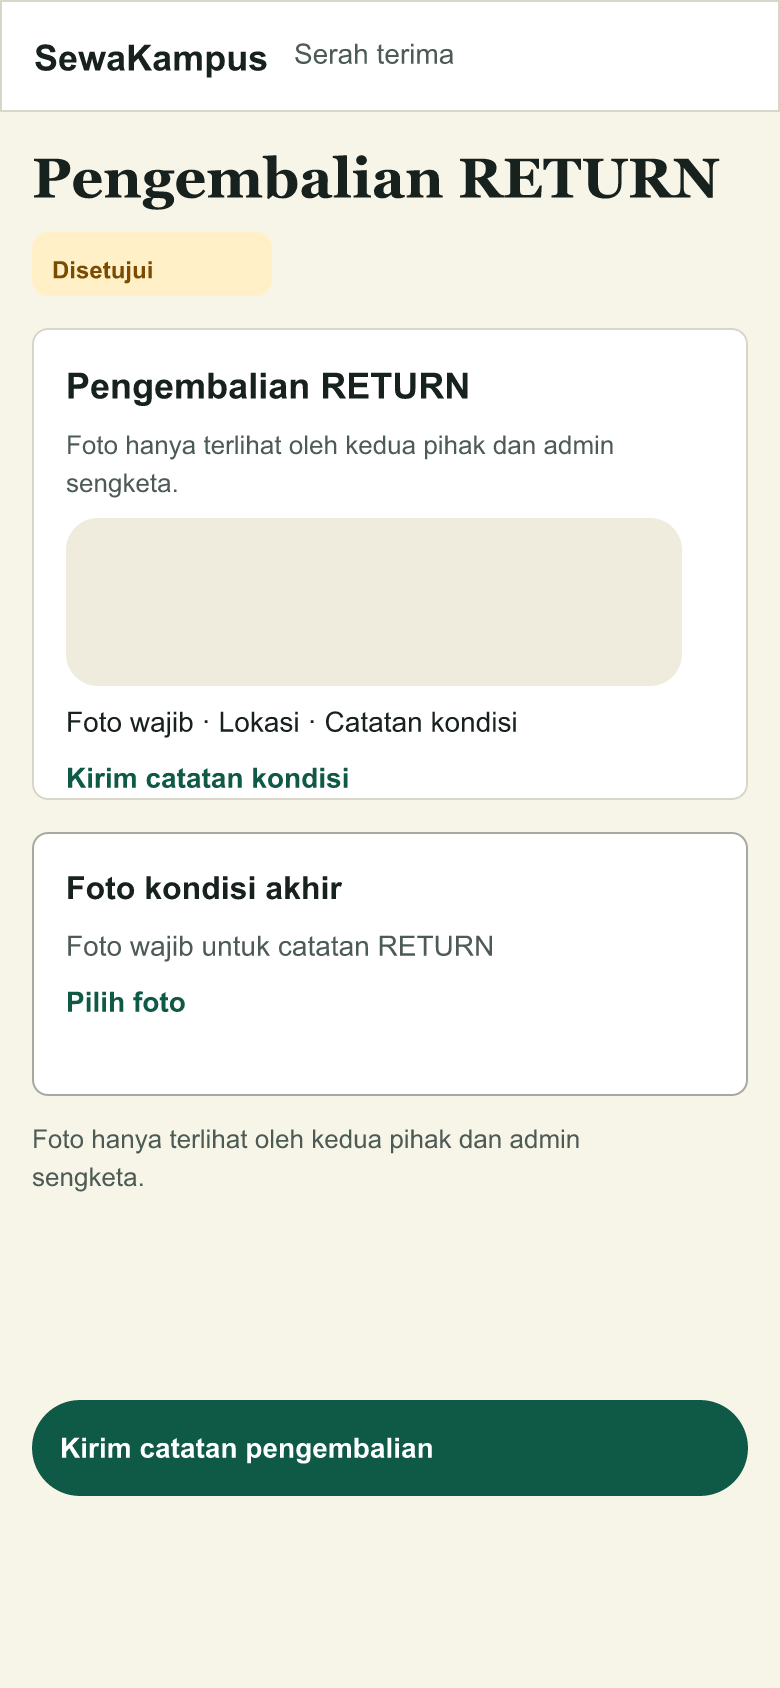 SewaKampus Serah terima
Pengembalian RETURN
Disetujui
Pengembalian RETURN
Foto hanya terlihat oleh kedua pihak dan admin
sengketa.
Foto wajib · Lokasi · Catatan kondisi
Kirim catatan kondisi
Foto kondisi akhir
Foto wajib untuk catatan RETURN
Pilih foto
Foto hanya terlihat oleh kedua pihak dan admin
sengketa.
Kirim catatan pengembalian